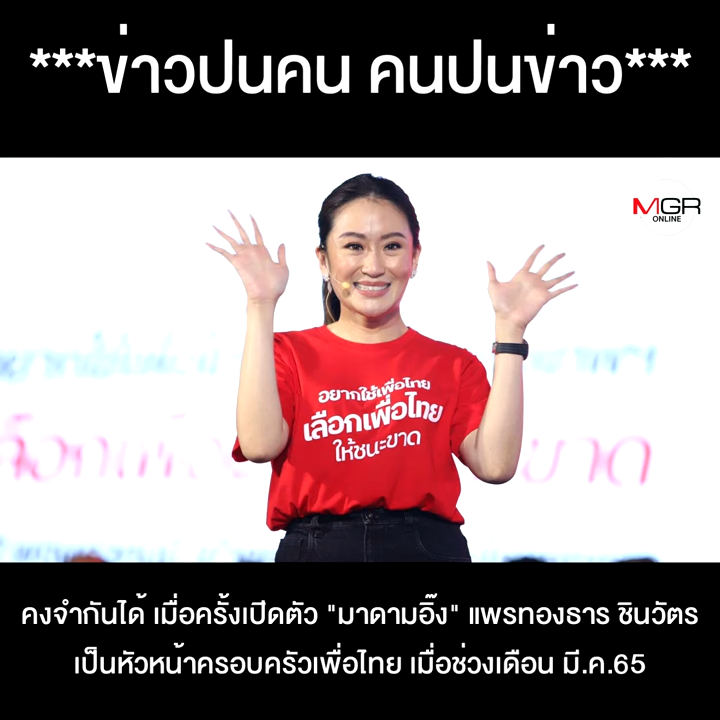 ***ข่าวปนคน คนปนข่าว***
MGR
ONLINE
อยากใช้เพื่อไทย
เลือกเพื่อไทย
ให้ชนะขาด
คงจำกันได้ เมื่อครั้งเปิดตัว "มาดามอิ๊ง" แพรทองธาร ชินวัตร
เป็นหัวหน้าครอบครัวเพื่อไทย เมื่อช่วงเดือน มี.ค.65